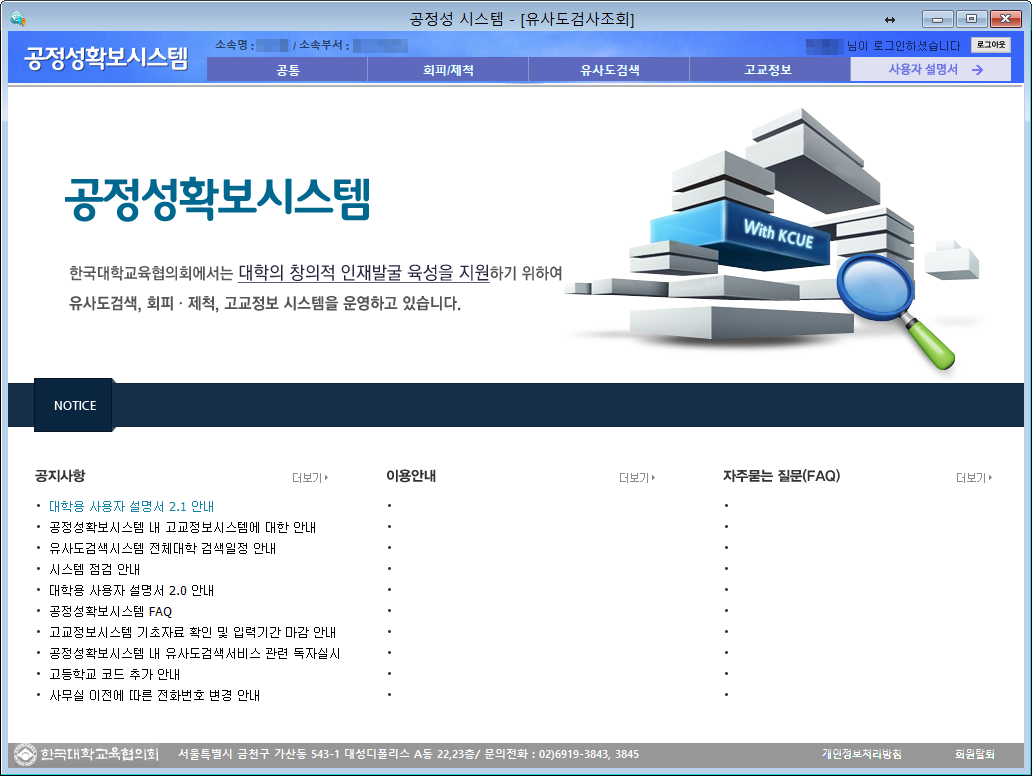 공정성 시스템 - [유사도검사조회]
공정성확보시스템
소속명 : / 소속부서 :
님이 로그인하셨습니다 로그아웃
공통 회피/제척 유사도검색 고교정보 사용자 설명서 →
With KCUE
공정성확보시스템
한국대학교육협의회에서는 대학의 창의적 인재발굴 육성을 지원하기 위하여
유사도검색, 회피 · 제척, 고교정보 시스템을 운영하고 있습니다.
NOTICE
공지사항 더보기
• 대학용 사용자 설명서 2.1 안내
• 공정성확보시스템 내 고교정보시스템에 대한 안내
• 유사도검색시스템 전체대학 검색일정 안내
• 시스템 점검 안내
• 대학용 사용자 설명서 2.0 안내
• 공정성확보시스템 FAQ
• 고교정보시스템 기초자료 확인 및 입력기간 마감 안내
• 공정성확보시스템 내 유사도검색서비스 관련 독자실시
• 고등학교 코드 추가 안내
• 사무실 이전에 따른 전화번호 변경 안내
이용안내 더보기
자주묻는 질문(FAQ) 더보기
한국대학교육협의회 서울특별시 금천구 가산동 543-1 대성디폴리스 A동 22,23층/ 문의전화 : 02)6919-3843, 3845 개인정보처리방침 회원탈퇴